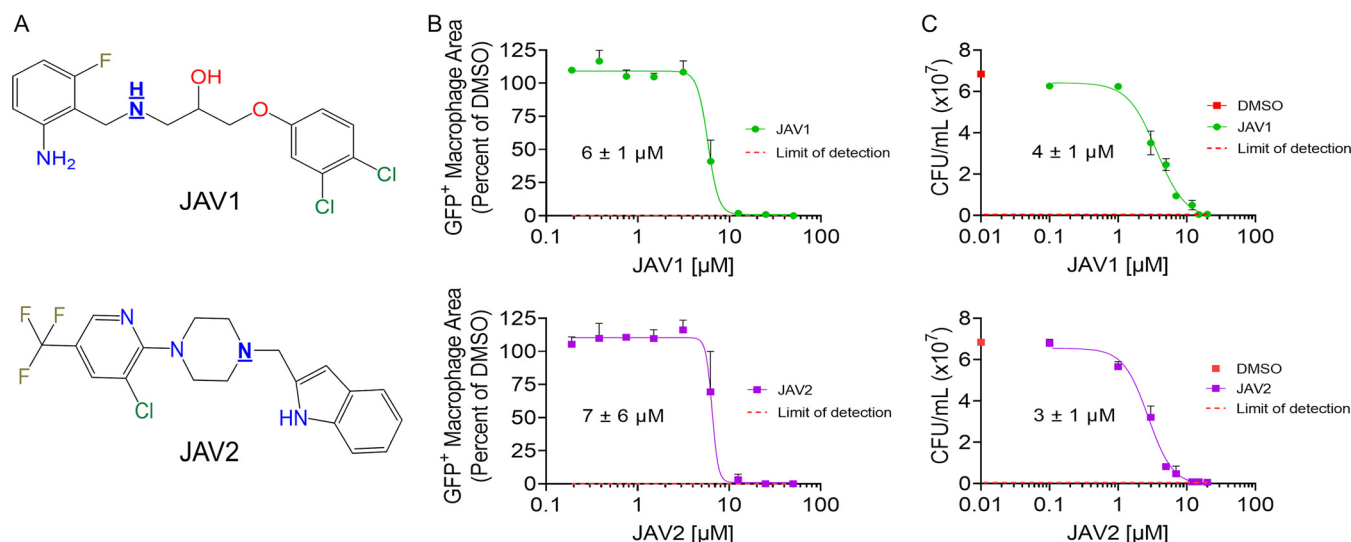 A
F
H
N
OH
O
NH₂
Cl
Cl
JAV1
F
F
F
N
N
N
Cl
HN
JAV2
B
GFP⁺ Macrophage Area
(Percent of DMSO)
125
100
75
50
25
0
0.1
1
10
100
JAV1 [µM]
6 ± 1 µM
JAV1
Limit of detection
GFP⁺ Macrophage Area
(Percent of DMSO)
125
100
75
50
25
0
0.1
1
10
100
JAV2 [µM]
7 ± 6 µM
JAV2
Limit of detection
C
CFU/mL (x10⁷)
8
6
4
2
0
0.01
0.1
1
10
100
JAV1 [µM]
4 ± 1 µM
DMSO
JAV1
Limit of detection
CFU/mL (x10⁷)
8
6
4
2
0
0.01
0.1
1
10
100
JAV2 [µM]
3 ± 1 µM
DMSO
JAV2
Limit of detection